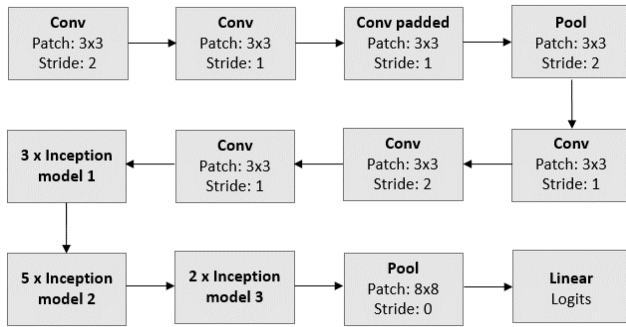 Conv
Patch: 3x3
Stride: 2
Conv
Patch: 3x3
Stride: 1
Conv padded
Patch: 3x3
Stride: 1
Pool
Patch: 3x3
Stride: 2
Conv
Patch: 3x3
Stride: 1
Conv
Patch: 3x3
Stride: 2
Conv
Patch: 3x3
Stride: 1
3 x Inception
model 1
5 x Inception
model 2
2 x Inception
model 3
Pool
Patch: 8x8
Stride: 0
Linear
Logits